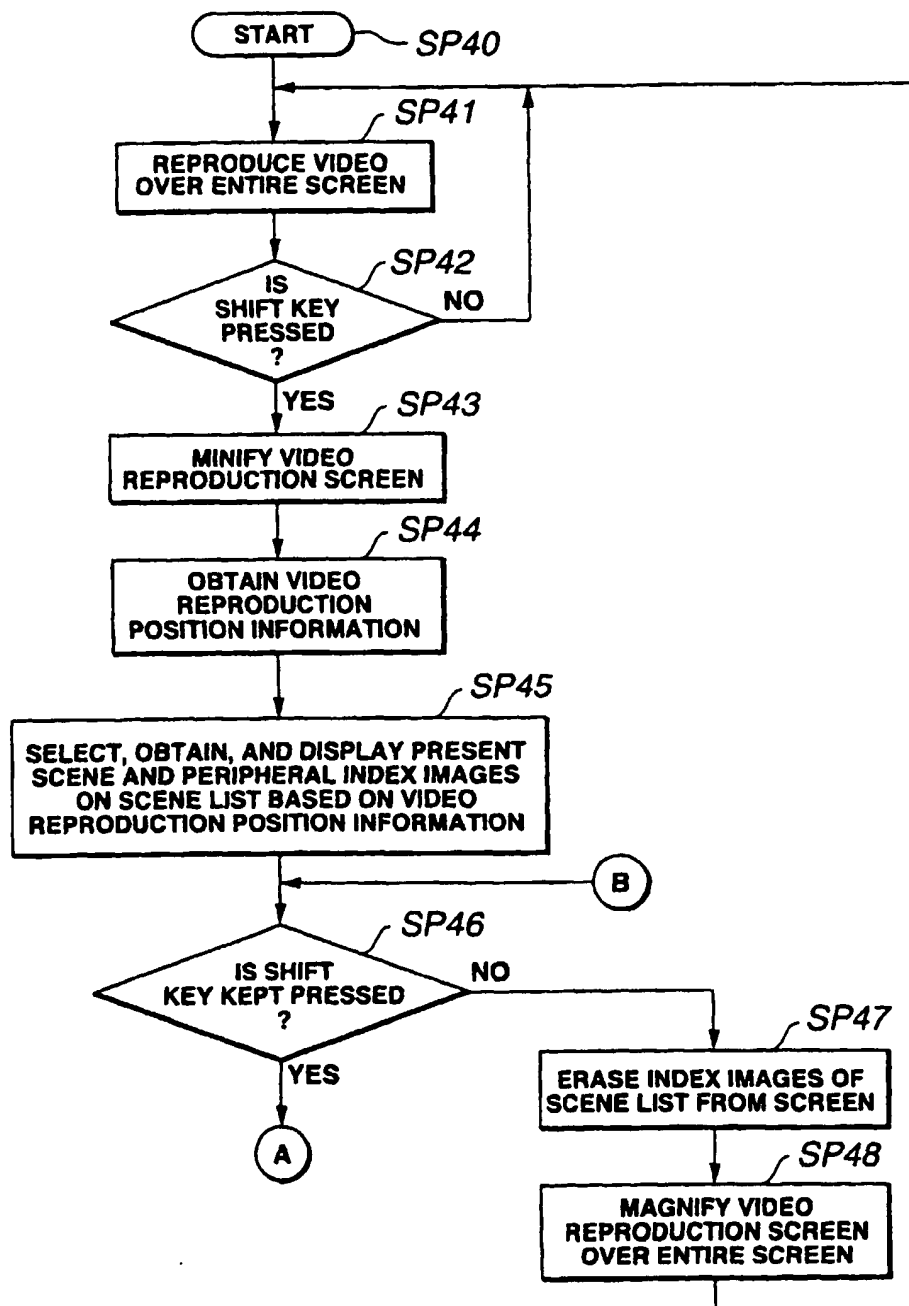 START
SP40
SP41
REPRODUCE VIDEO
OVER ENTIRE SCREEN
SP42
IS
SHIFT KEY
PRESSED
?
NO
YES
SP43
MINIFY VIDEO
REPRODUCTION SCREEN
SP44
OBTAIN VIDEO
REPRODUCTION
POSITION INFORMATION
SP45
SELECT, OBTAIN, AND DISPLAY PRESENT
SCENE AND PERIPHERAL INDEX IMAGES
ON SCENE LIST BASED ON VIDEO
REPRODUCTION POSITION INFORMATION
B
SP46
IS SHIFT
KEY KEPT PRESSED
?
NO
YES
A
SP47
ERASE INDEX IMAGES OF
SCENE LIST FROM SCREEN
SP48
MAGNIFY VIDEO
REPRODUCTION SCREEN
OVER ENTIRE SCREEN